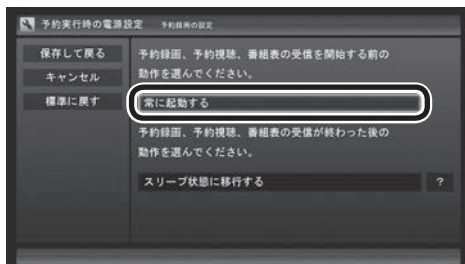 予約実行時の電源設定 予約録画の設定
保存して戻る
キャンセル
標準に戻す
予約録画、予約視聴、番組表の受信を開始する前の
動作を選んでください。
常に起動する
予約録画、予約視聴、番組表の受信が終わった後の
動作を選んでください。
スリープ状態に移行する ?